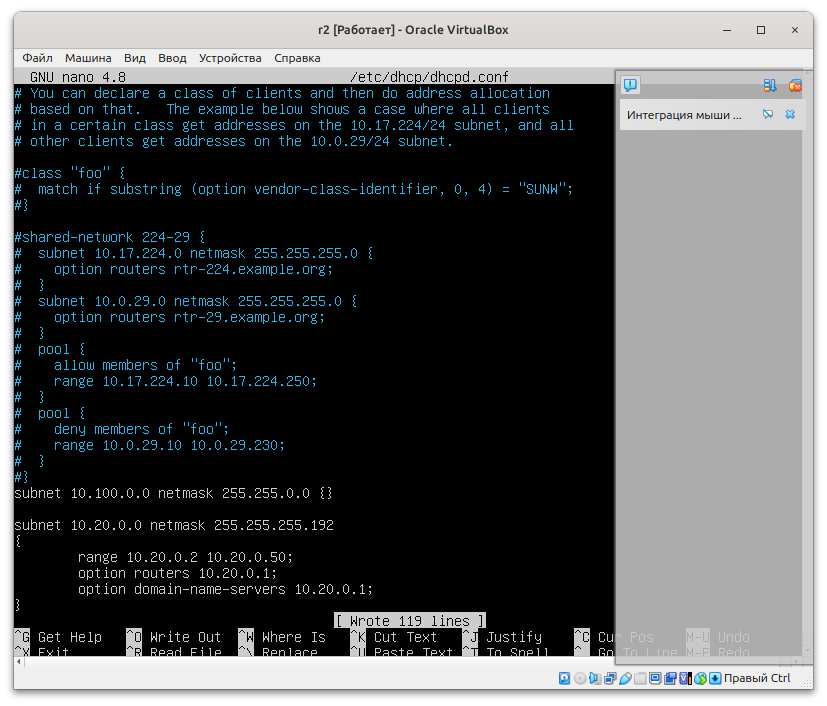 r2 [Работает] - Oracle VirtualBox
Файл Машина Вид Ввод Устройства Справка
GNU nano 4.8 /etc/dhcp/dhcpd.conf
# You can declare a class of clients and then do address allocation
# based on that.   The example below shows a case where all clients
# in a certain class get addresses on the 10.17.224/24 subnet, and all
# other clients get addresses on the 10.0.29/24 subnet.
#class "foo" {
#  match if substring (option vendor-class-identifier, 0, 4) = "SUNW";
#}
#shared-network 224-29 {
#  subnet 10.17.224.0 netmask 255.255.255.0 {
#    option routers rtr-224.example.org;
#  }
#  subnet 10.0.29.0 netmask 255.255.255.0 {
#    option routers rtr-29.example.org;
#  }
#  pool {
#    allow members of "foo";
#    range 10.17.224.10 10.17.224.250;
#  }
#  pool {
#    deny members of "foo";
#    range 10.0.29.10 10.0.29.230;
#  }
#}
subnet 10.100.0.0 netmask 255.255.0.0 {}
subnet 10.20.0.0 netmask 255.255.255.192
{
        range 10.20.0.2 10.20.0.50;
        option routers 10.20.0.1;
        option domain-name-servers 10.20.0.1;
}
[ Wrote 119 lines ]
^G Get Help ^O Write Out ^W Where Is ^K Cut Text ^J Justify ^C Cur Pos M-U Undo
^X Exit ^R Read File ^\ Replace ^U Paste Text ^T To Spell ^_ Go To Line M-E Redo
Интеграция мыши ...
Правый Ctrl